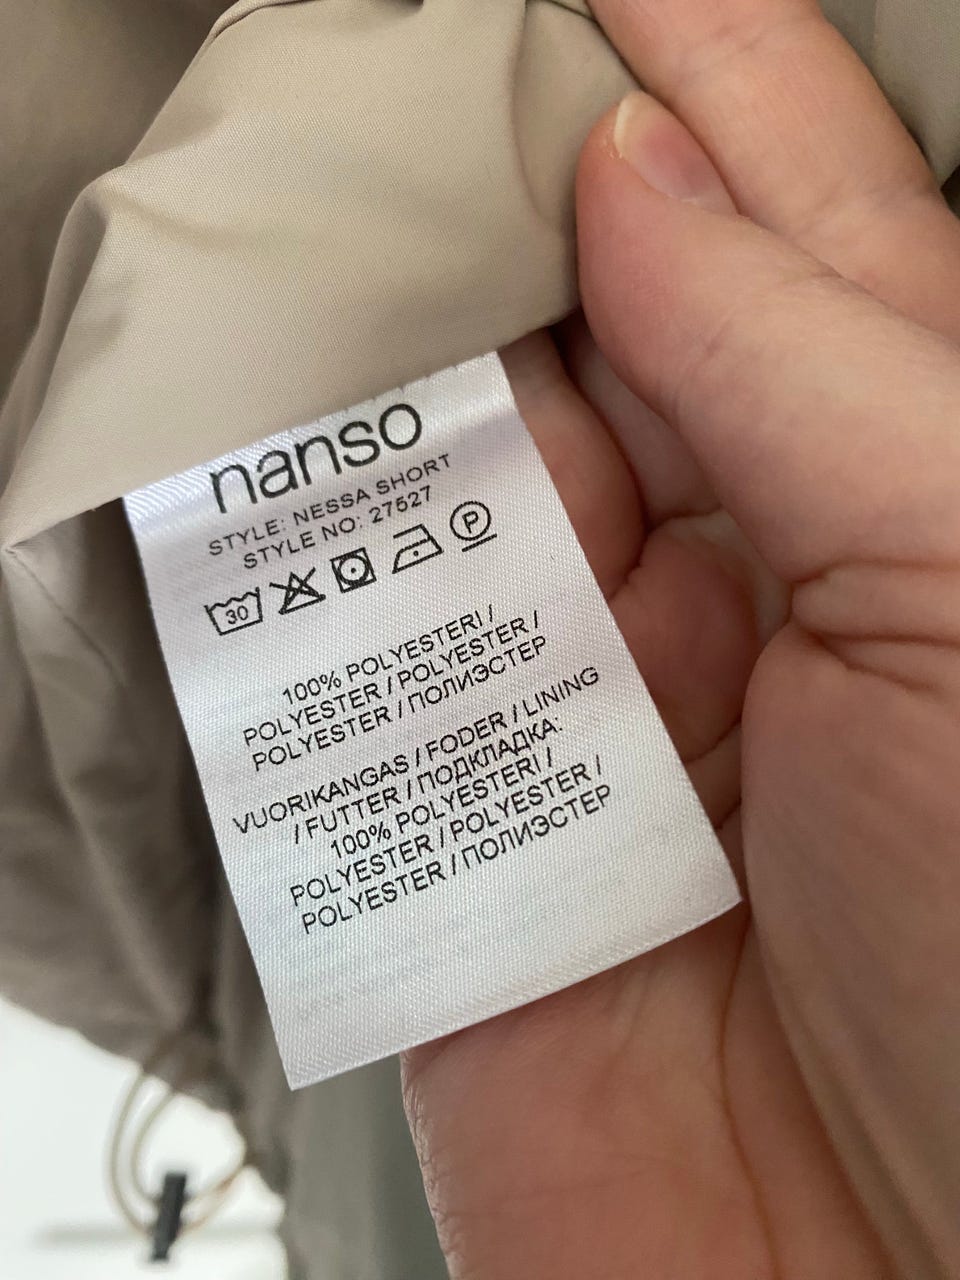 nanso
STYLE: NESSA SHORT
STYLE NO: 27527
30 P
100% POLYESTERI /
POLYESTER / POLYESTER /
POLYESTER / ПОЛИЭСТЕР
VUORIKANGAS / FODER / LINING
/ FUTTER / ПОДКЛАДКА:
100% POLYESTERI /
POLYESTER / POLYESTER /
POLYESTER / ПОЛИЭСТЕР